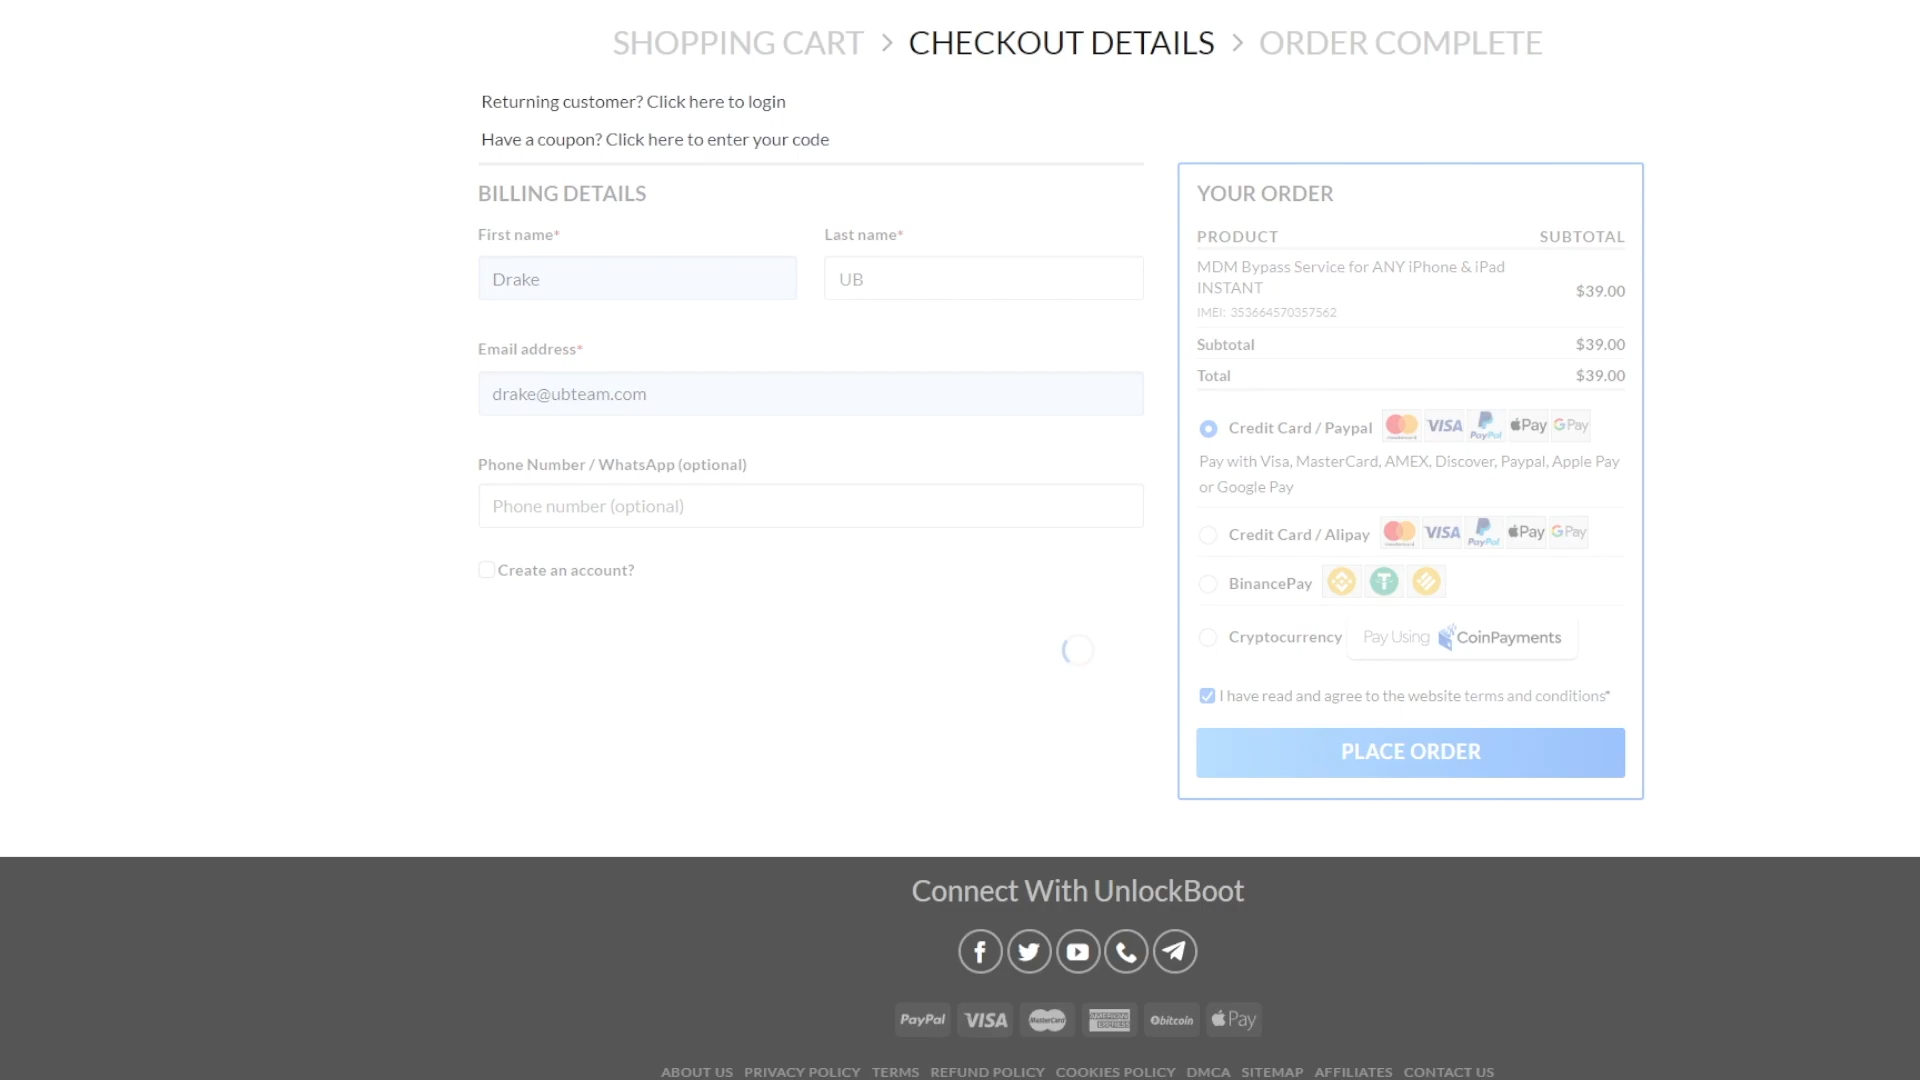 SHOPPING CART > CHECKOUT DETAILS > ORDER COMPLETE
Returning customer? Click here to login
Have a coupon? Click here to enter your code
BILLING DETAILS
First name* Last name*
Drake UB
Email address*
drake@ubteam.com
Phone Number / WhatsApp (optional)
Phone number (optional)
Create an account?
YOUR ORDER
PRODUCT SUBTOTAL
MDM Bypass Service for ANY iPhone & iPad
INSTANT $39.00
IMEI: 353664570357562
Subtotal $39.00
Total $39.00
Credit Card / Paypal VISA PayPal Pay G Pay
Pay with Visa, MasterCard, AMEX, Discover, Paypal, Apple Pay
or Google Pay
Credit Card / Alipay VISA PayPal Pay G Pay
BinancePay
Cryptocurrency Pay Using CoinPayments
I have read and agree to the website terms and conditions*
PLACE ORDER
Connect With UnlockBoot
PayPal VISA MasterCard AMERICAN EXPRESS bitcoin Pay
ABOUT US PRIVACY POLICY TERMS REFUND POLICY COOKIES POLICY DMCA SITEMAP AFFILIATES CONTACT US